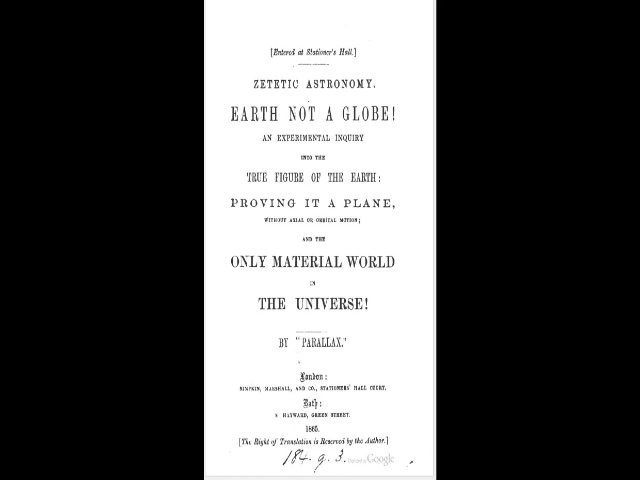 [Entered at Stationer's Hall.]
ZETETIC ASTRONOMY.
EARTH NOT A GLOBE!
AN EXPERIMENTAL INQUIRY
INTO THE
TRUE FIGURE OF THE EARTH:
PROVING IT A PLANE,
WITHOUT AXIAL OR ORBITAL MOTION;
AND THE
ONLY MATERIAL WORLD
IN
THE UNIVERSE!
BY "PARALLAX."
London:
SIMPKIN, MARSHALL, AND CO., STATIONERS' HALL COURT.
Bath:
S. HAYWARD, GREEN STREET.
1865.
[The Right of Translation is Reserved by the Author.]
184. g. 3. Digitized by Google